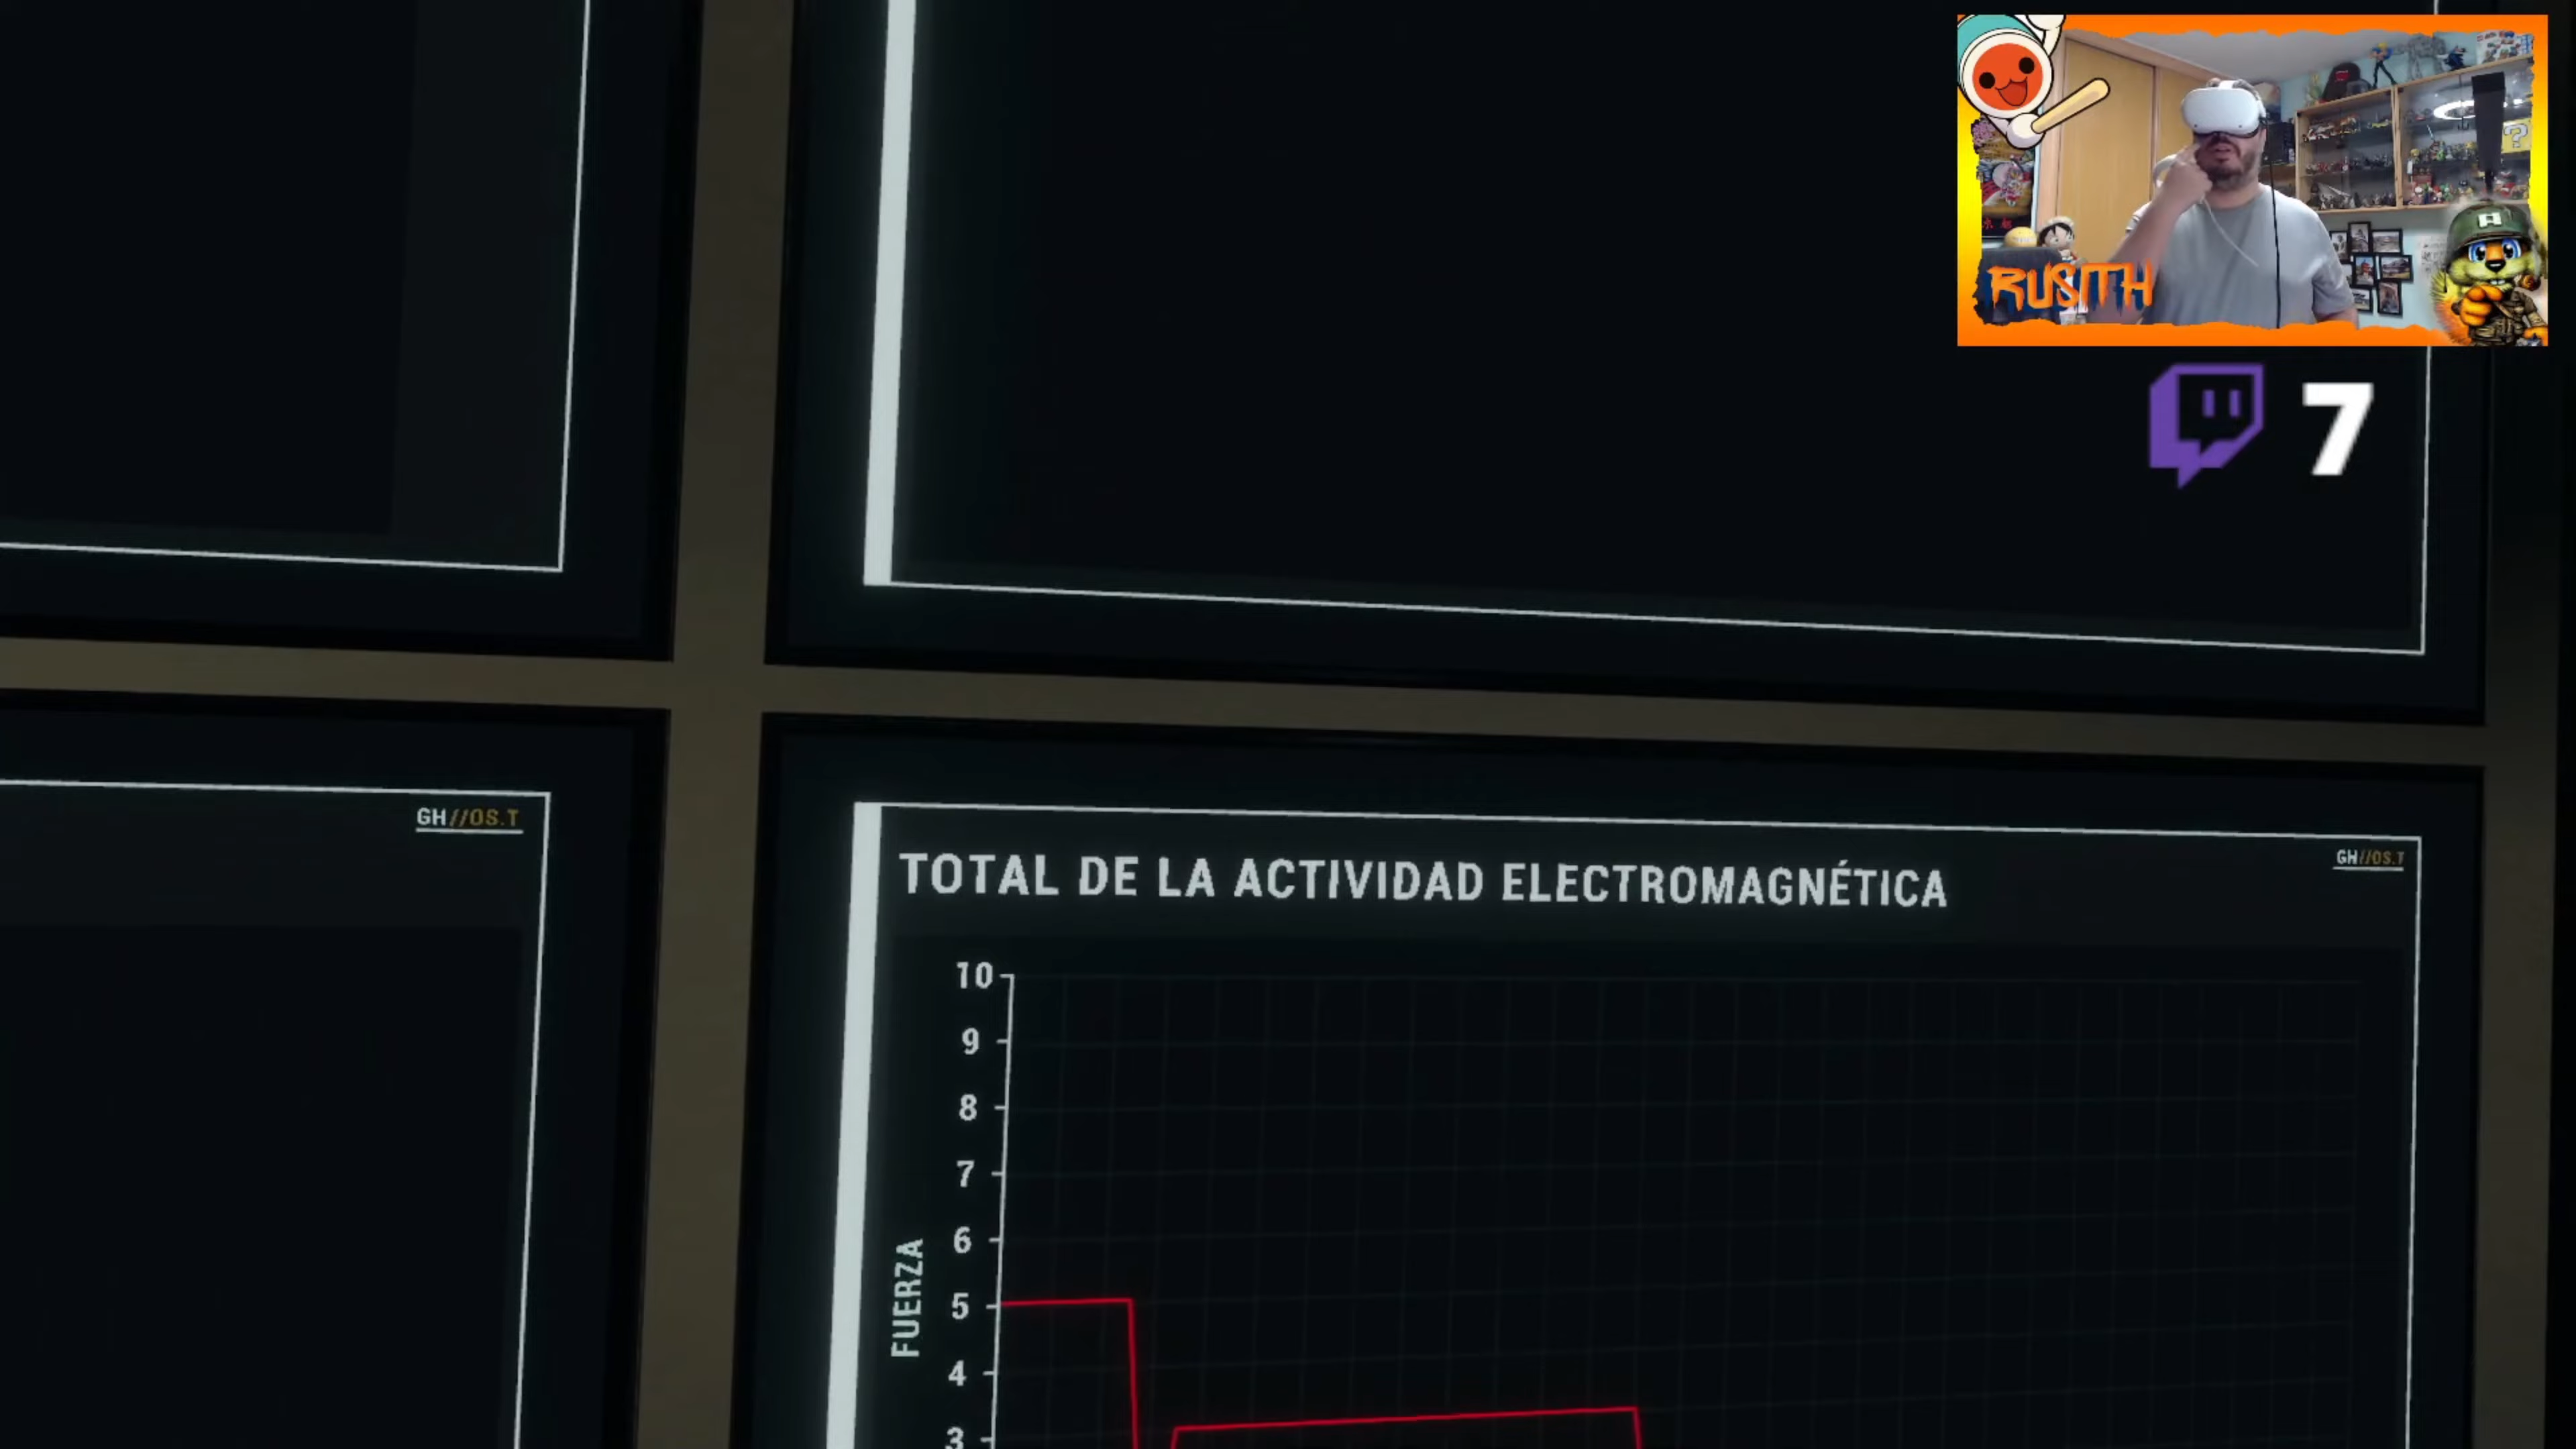 RUSITH
7
GH//OS.T
TOTAL DE LA ACTIVIDAD ELECTROMAGNÉTICA
GH//OS.T
10
9
8
7
6
5
4
3
FUERZA